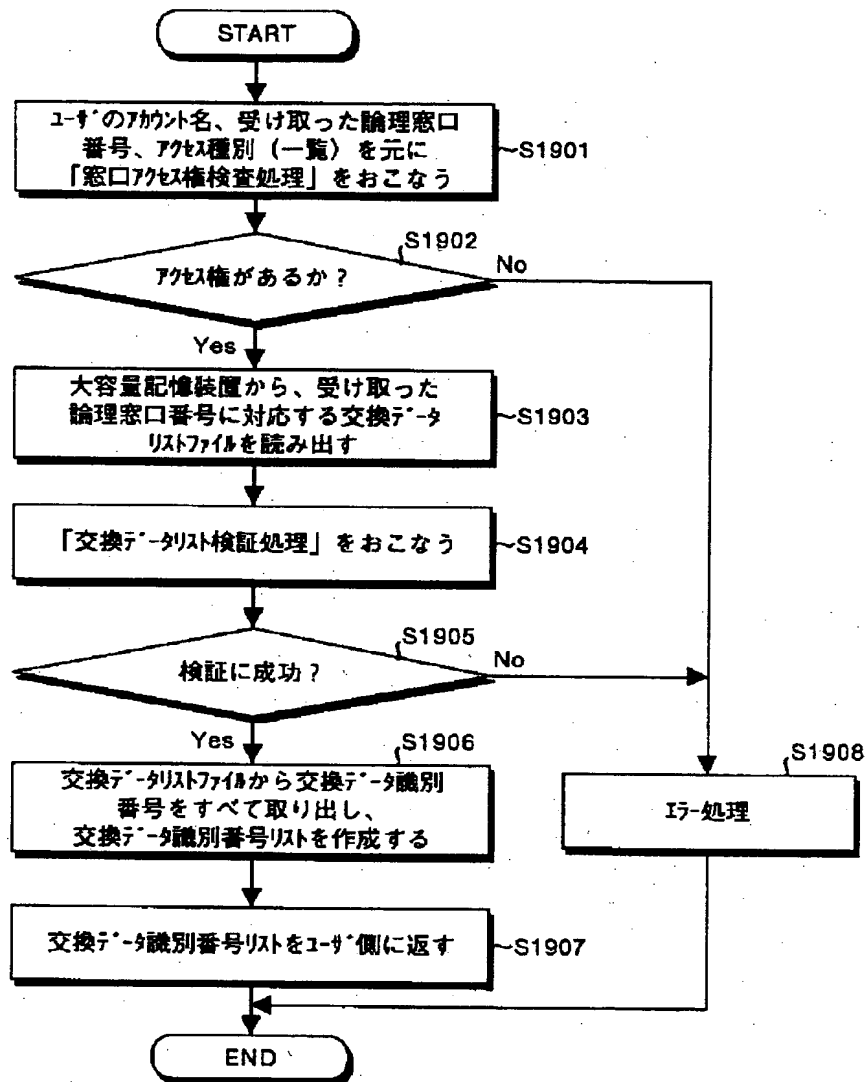 START
ユーザのアカウント名、受け取った論理窓口
番号、アクセス種別（一覧）を元に
「窓口アクセス権検査処理」をおこなう
S1901
S1902
アクセス権があるか？
No
Yes
大容量記憶装置から、受け取った
論理窓口番号に対応する交換データ
リストファイルを読み出す
S1903
「交換データリスト検証処理」をおこなう
S1904
S1905
検証に成功？
No
Yes
S1906
交換データリストファイルから交換データ識別
番号をすべて取り出し、
交換データ識別番号リストを作成する
S1908
エラー処理
交換データ識別番号リストをユーザ側に返す
S1907
END